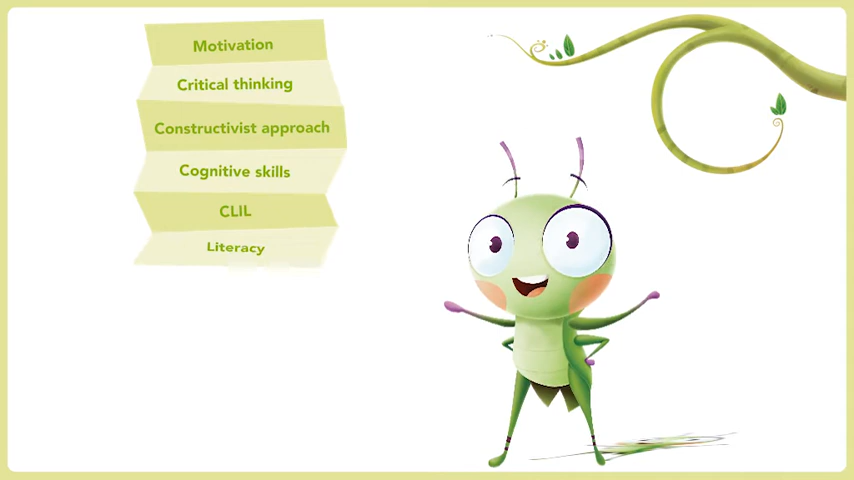 Motivation
Critical thinking
Constructivist approach
Cognitive skills
CLIL
Literacy